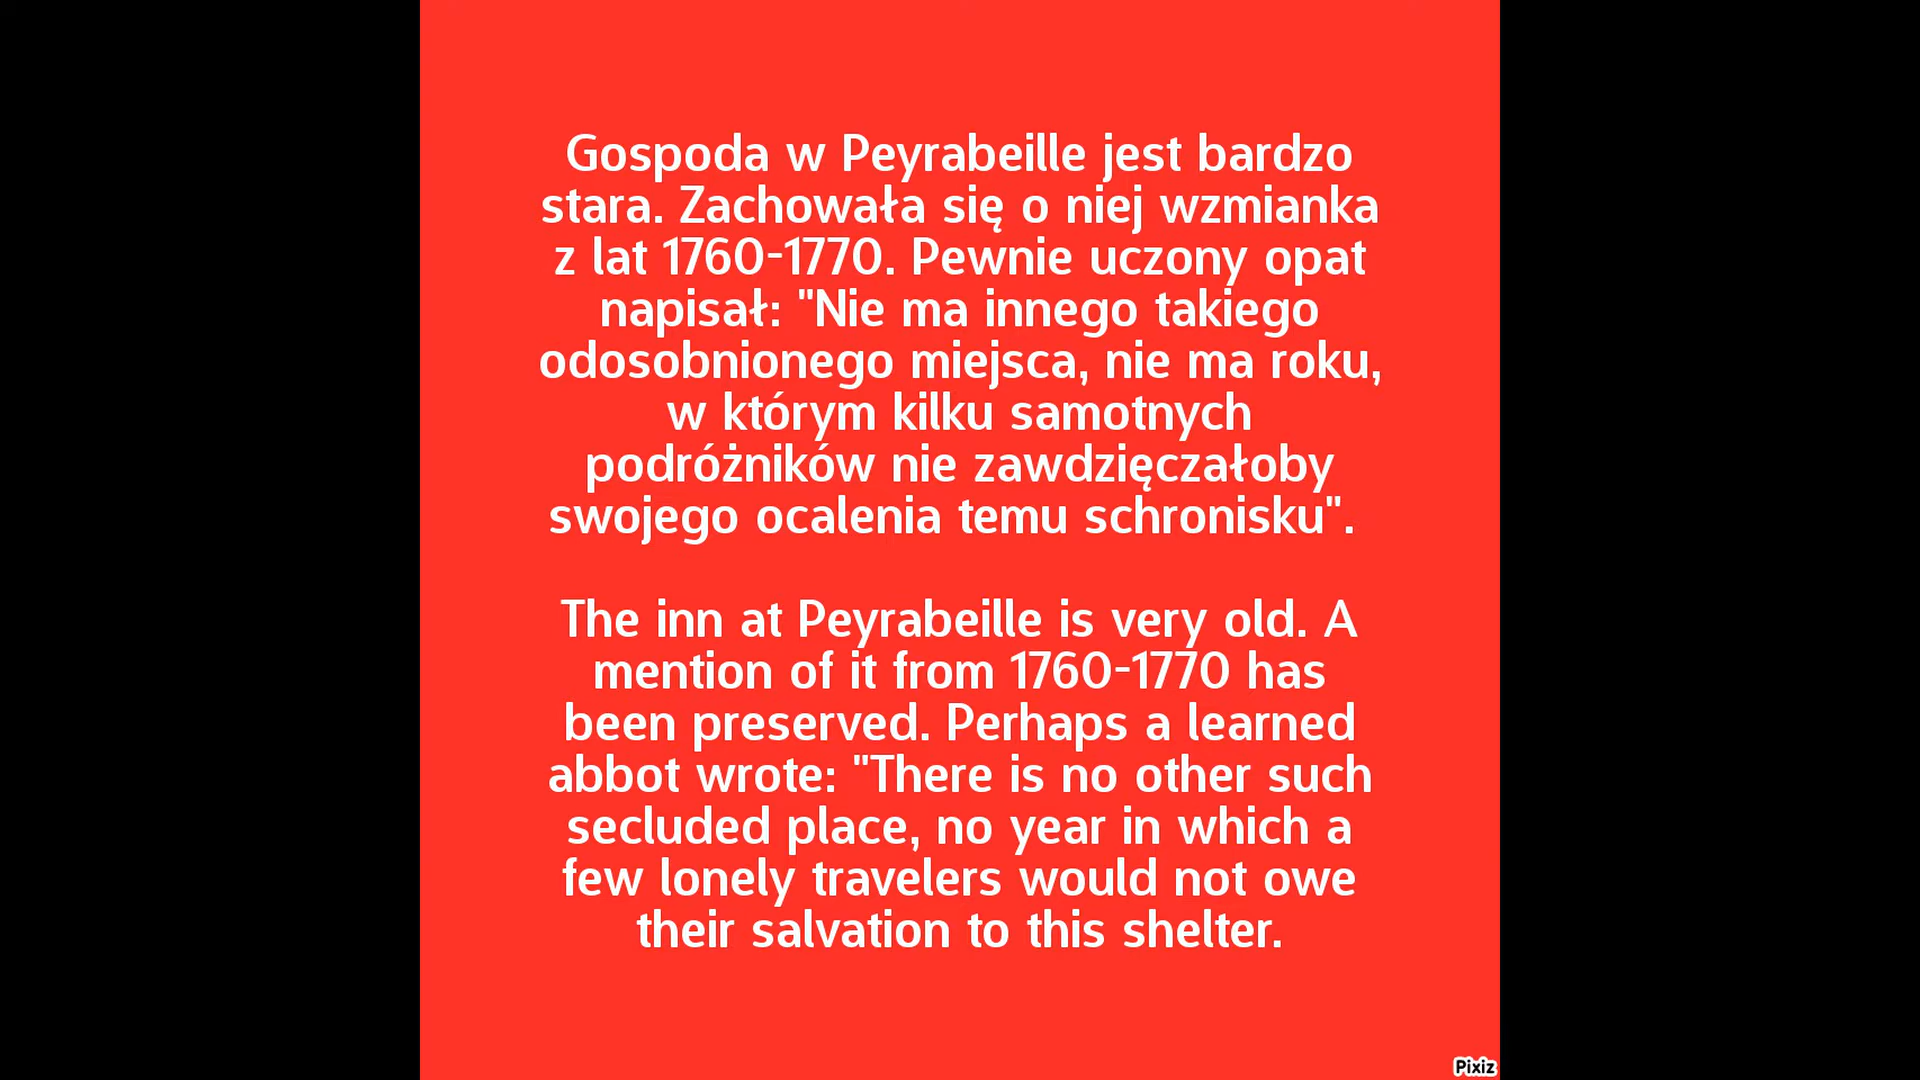 Gospoda w Peyrabeille jest bardzo
stara. Zachowała się o niej wzmianka
z lat 1760-1770. Pewnie uczony opat
napisał: "Nie ma innego takiego
odosobnionego miejsca, nie ma roku,
w którym kilku samotnych
podróżników nie zawdzięczałoby
swojego ocalenia temu schronisku".
The inn at Peyrabeille is very old. A
mention of it from 1760-1770 has
been preserved. Perhaps a learned
abbot wrote: "There is no other such
secluded place, no year in which a
few lonely travelers would not owe
their salvation to this shelter.
Pixiz